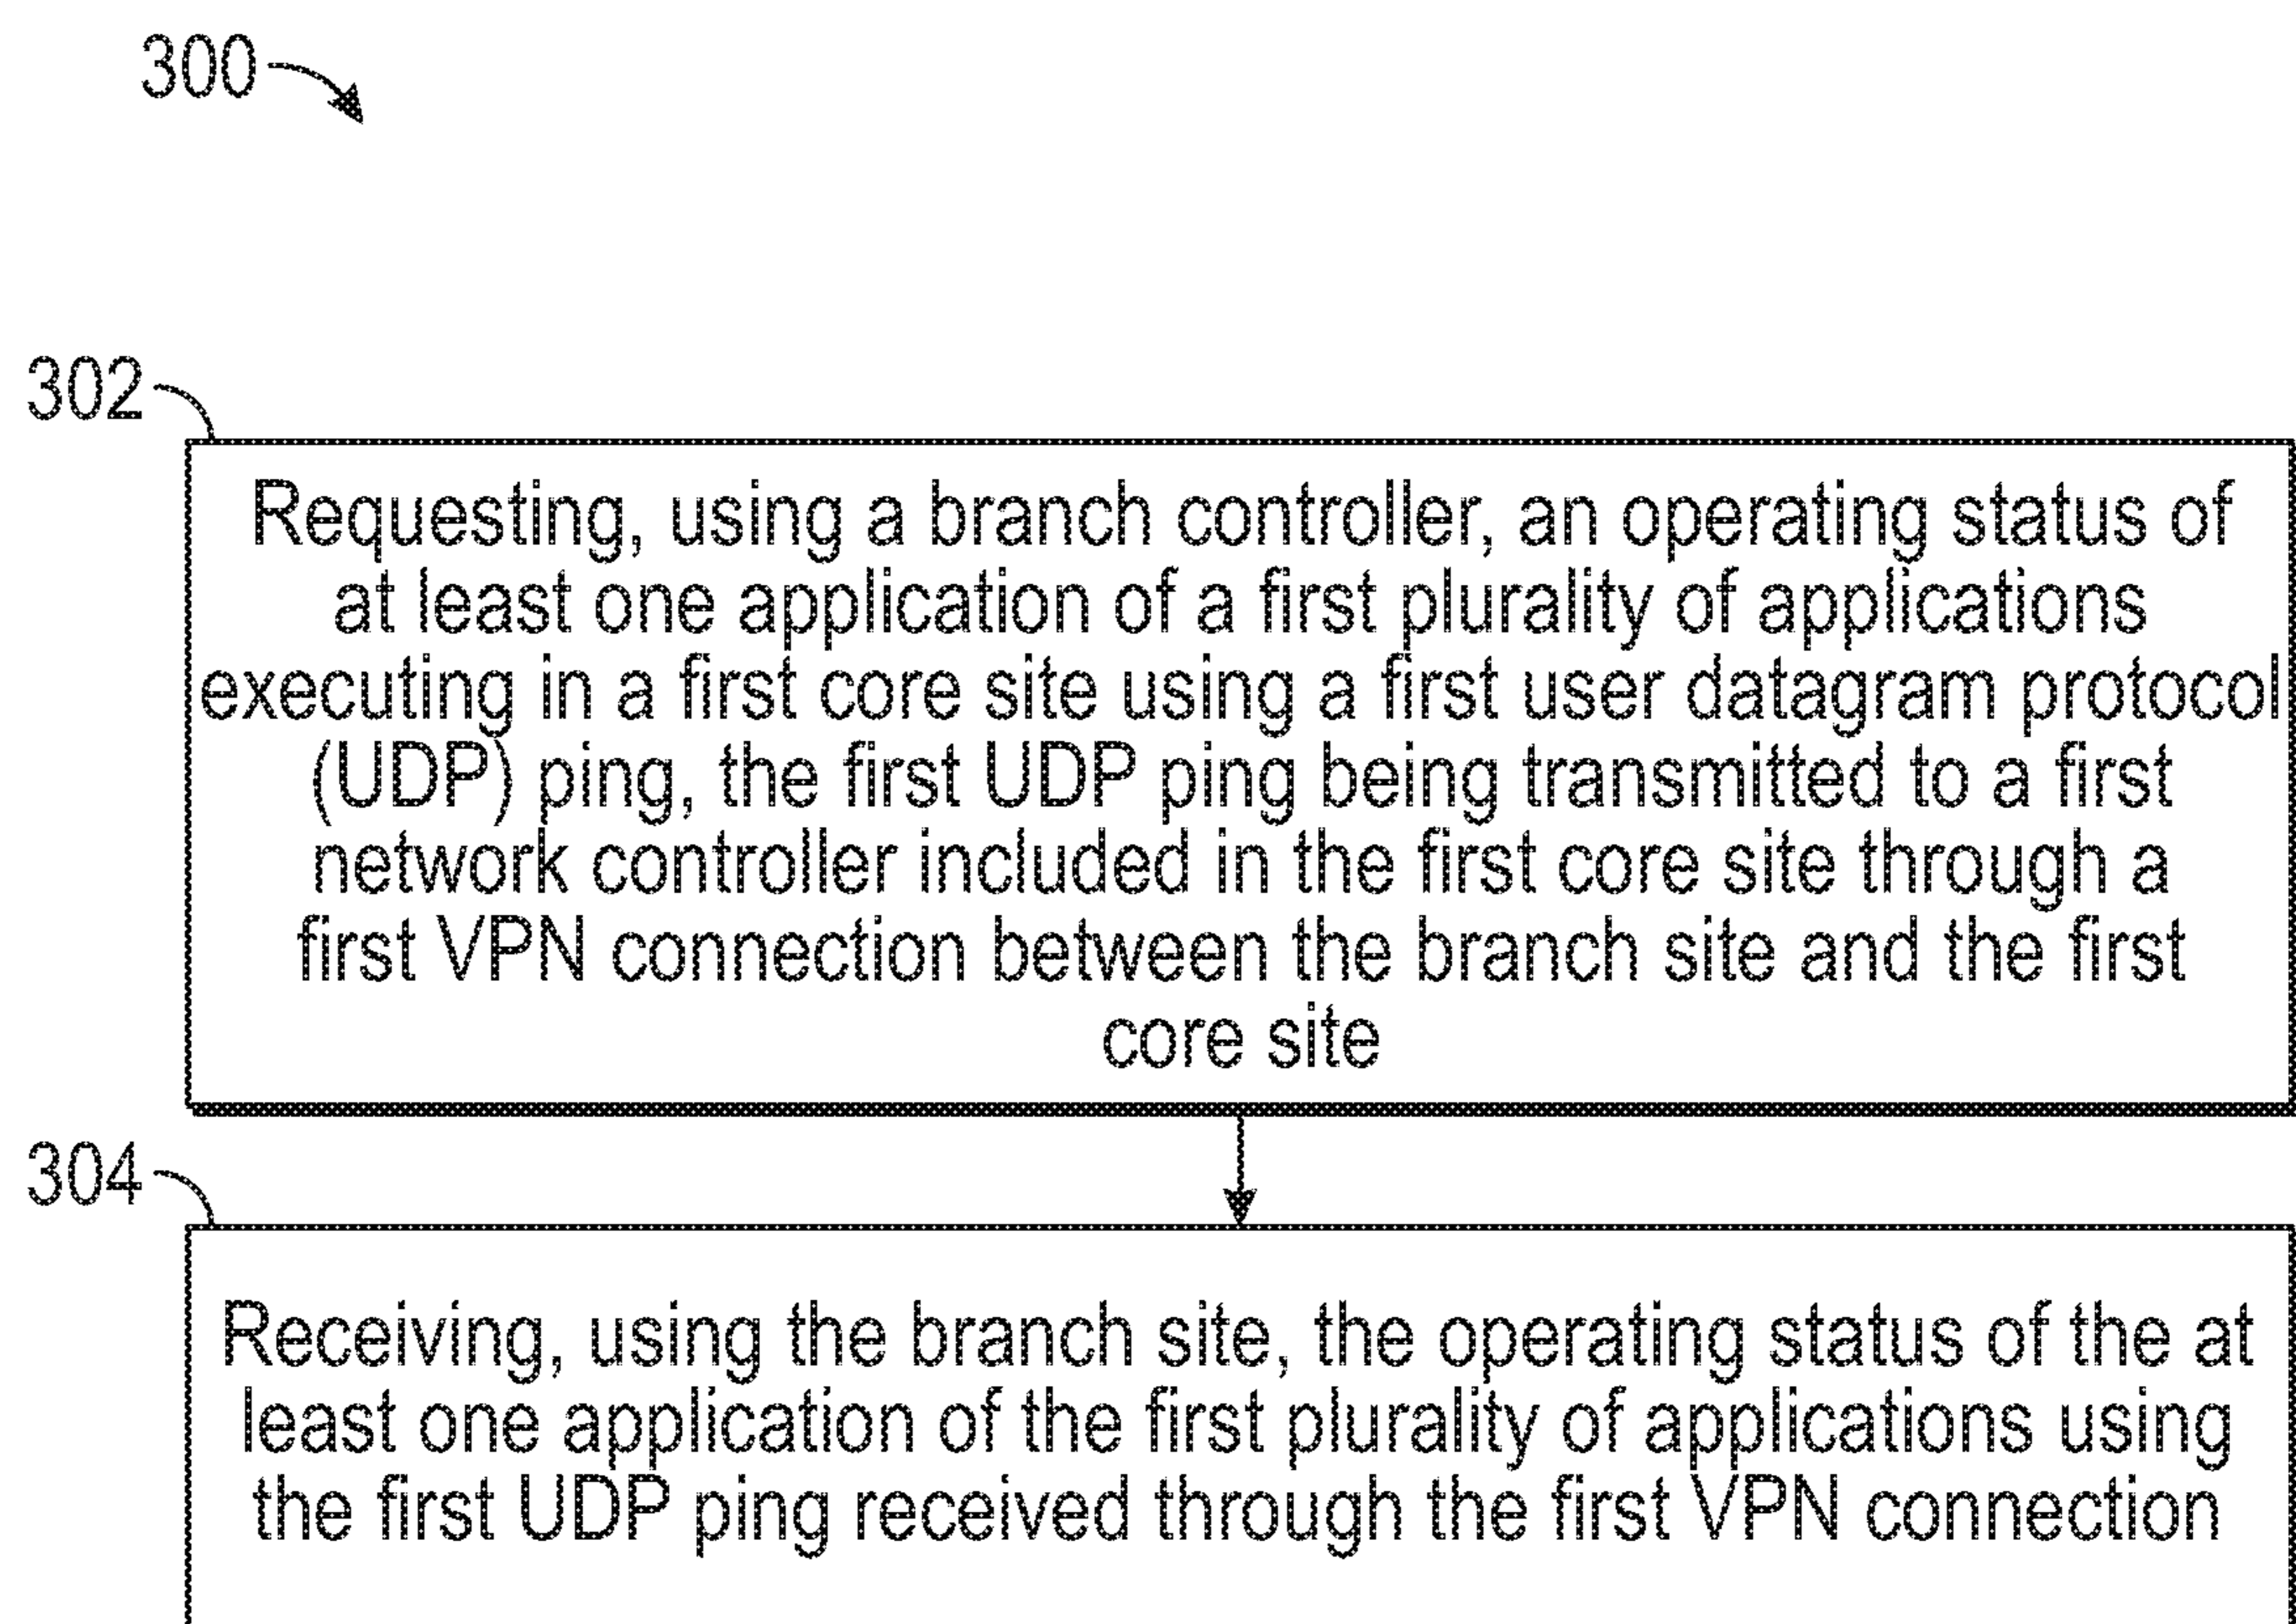 300
302
Requesting, using a branch controller, an operating status of
at least one application of a first plurality of applications
executing in a first core site using a first user datagram protocol
(UDP) ping, the first UDP ping being transmitted to a first
network controller included in the first core site through a
first VPN connection between the branch site and the first
core site
304
Receiving, using the branch site, the operating status of the at
least one application of the first plurality of applications using
the first UDP ping received through the first VPN connection